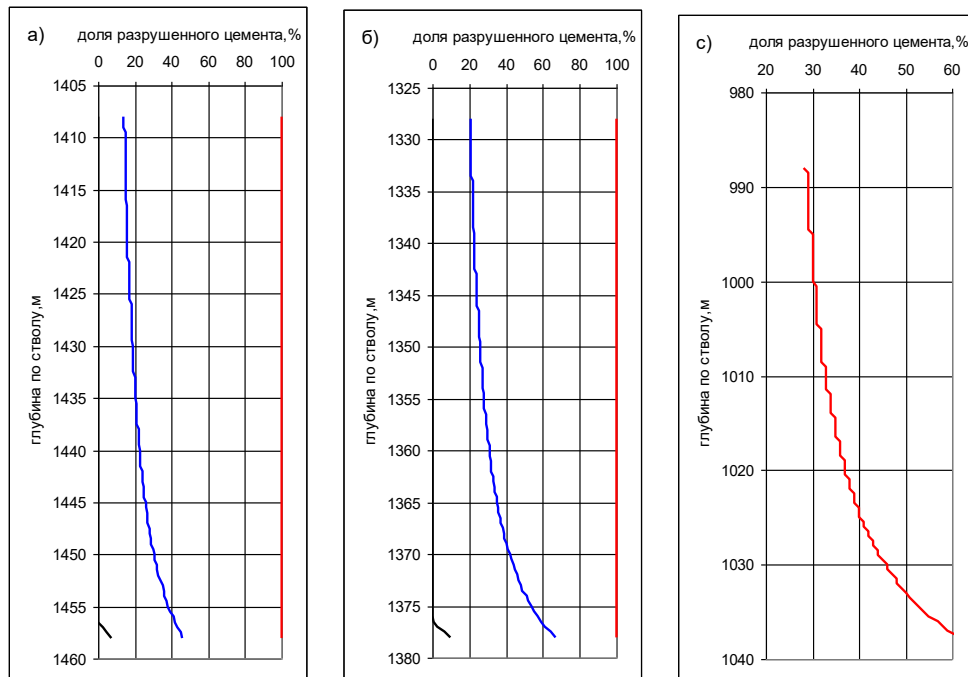 а)
доля разрушенного цемента,%
0 20 40 60 80 100
1405
1410
1415
1420
1425
1430
1435
1440
1445
1450
1455
1460
глубина по стволу,м
б)
доля разрушенного цемента,%
0 20 40 60 80 100
1325
1330
1335
1340
1345
1350
1355
1360
1365
1370
1375
1380
глубина по стволу,м
с)
доля разрушенного цемента,%
20 30 40 50 60
980
990
1000
1010
1020
1030
1040
глубина по стволу,м